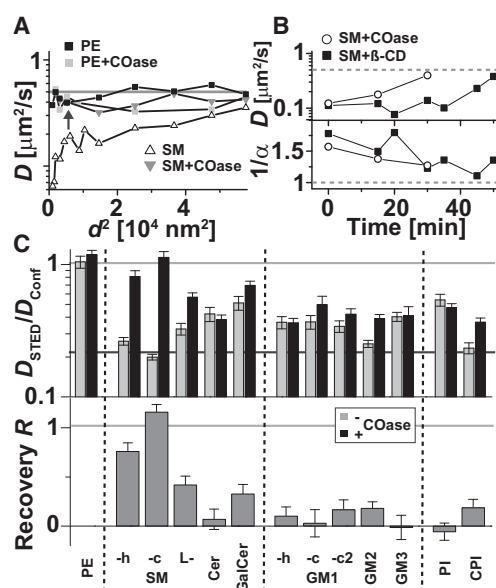 A
1
0.1
D [μm²/s]
PE
PE+COase
SM
SM+COase
0 2 4 6
d² [10⁴ nm²]
B
SM+COase
SM+ß-CD
D [μm²/s]
0.1
1/α
1.5
1
0 20 40
Time [min]
C
D_STED/D_Conf
1
0.1
Recovery R
1
0
-
+
COase
PE
-h
-c
L-
SM
Cer
GalCer
-h
-c
-c2
GM1
GM2
GM3
PI
CPI